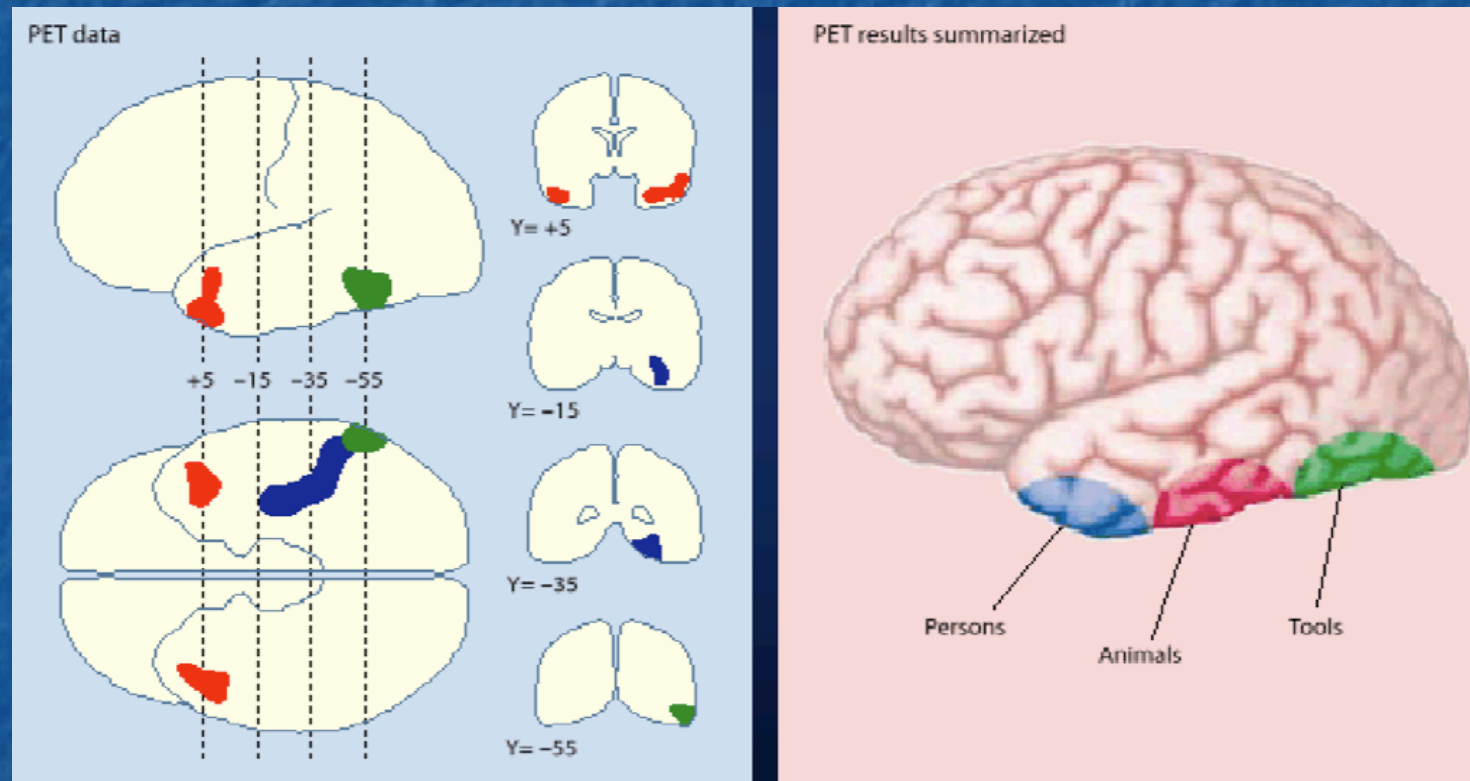 PET data
+5 −15 −35 −55
Y= +5
Y= −15
Y= −35
Y= −55
PET results summarized
Persons
Animals
Tools